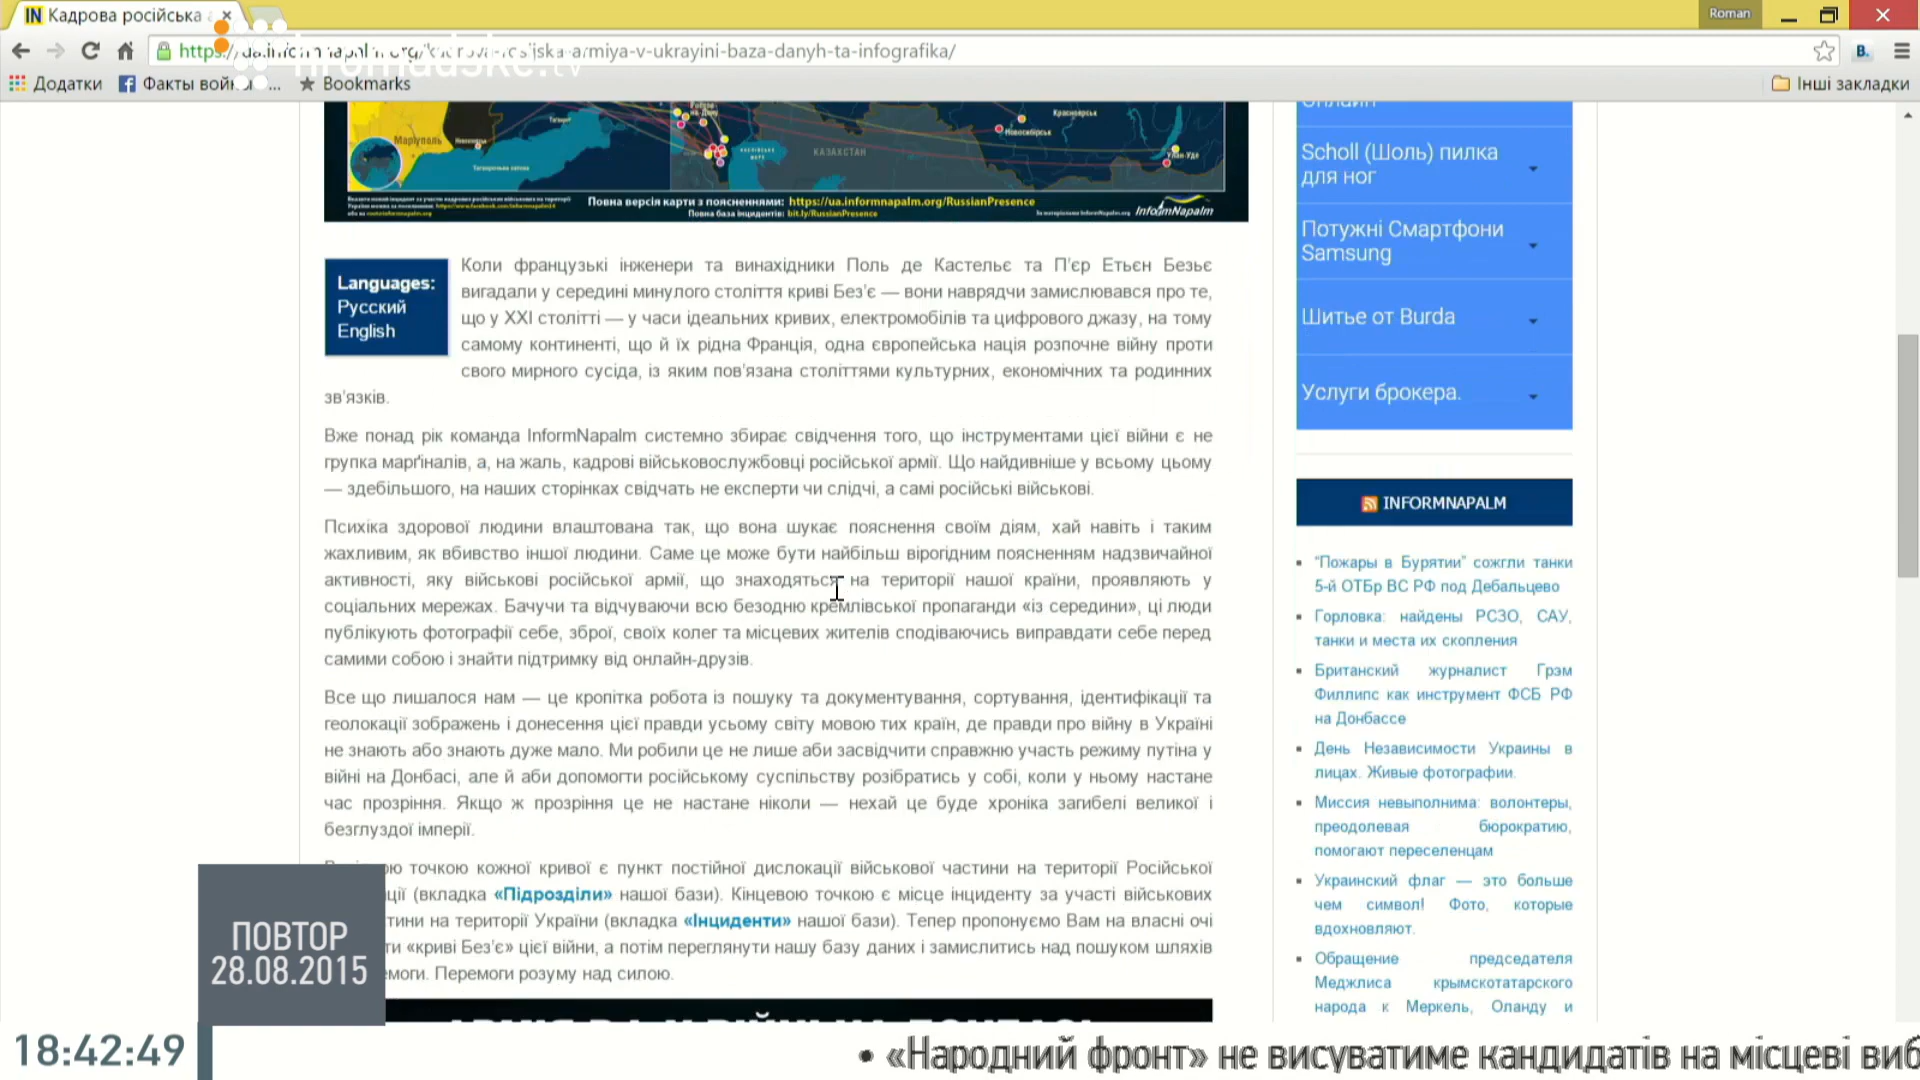 Кадрова російська а
Roman
https://ua.informnapalm.org/kadrova-rosijska-armiya-v-ukrayini-baza-danyh-ta-infografika/
hromadske.tv
Додатки
Факты войны ...
Bookmarks
Інші закладки
Маріуполь
КАЗАХСТАН
Новосибірськ
Красноярськ
Улан-Уде
Повна версія карти з поясненнями: https://ua.informnapalm.org/RussianPresence
Повна база інцидентів: bit.ly/RussianPresence
InformNapalm
Languages:
Русский
English
Коли французькі інженери та винахідники Поль де Кастельє та П'єр Етьєн Безьє
вигадали у середині минулого століття криві Без'є — вони наврядчи замислювався про те,
що у XXI столітті — у часи ідеальних кривих, електромобілів та цифрового джазу, на тому
самому континенті, що й їх рідна Франція, одна європейська нація розпочне війну проти
свого мирного сусіда, із яким пов'язана століттями культурних, економічних та родинних
зв'язків.
Вже понад рік команда InformNapalm системно збирає свідчення того, що інструментами цієї війни є не
групка марґіналів, а, на жаль, кадрові військовослужбовці російської армії. Що найдивніше у всьому цьому
— здебільшого, на наших сторінках свідчать не експерти чи слідчі, а самі російські військові.
Психіка здорової людини влаштована так, що вона шукає пояснення своїм діям, хай навіть і таким
жахливим, як вбивство іншої людини. Саме це може бути найбільш вірогідним поясненням надзвичайної
активності, яку військові російської армії, що знаходяться на території нашої країни, проявляють у
соціальних мережах. Бачучи та відчуваючи всю безодню кремлівської пропаганди «із середини», ці люди
публікують фотографії себе, зброї, своїх колег та місцевих жителів сподіваючись виправдати себе перед
самими собою і знайти підтримку від онлайн-друзів.
Все що лишалося нам — це кропітка робота із пошуку та документування, сортування, ідентифікації та
геолокації зображень і донесення цієї правди усьому світу мовою тих країн, де правди про війну в Україні
не знають або знають дуже мало. Ми робили це не лише аби засвідчити справжню участь режиму путіна у
війні на Донбасі, але й аби допомогти російському суспільству розібратись у собі, коли у ньому настане
час прозріння. Якщо ж прозріння це не настане ніколи — нехай це буде хроніка загибелі великої і
безглуздої імперії.
ю точкою кожної кривої є пункт постійної дислокації військової частини на території Російської
ції (вкладка «Підрозділи» нашої бази). Кінцевою точкою є місце інциденту за участі військових
тини на території України (вкладка «Інциденти» нашої бази). Тепер пропонуємо Вам на власні очі
ти «криві Без'є» цієї війни, а потім переглянути нашу базу даних і замислитись над пошуком шляхів
емоги. Перемоги розуму над силою.
Онлайн
Scholl (Шоль) пилка
для ног
Потужні Смартфони
Samsung
Шитье от Burda
Услуги брокера.
INFORMNAPALM
"Пожары в Бурятии" сожгли танки
5-й ОТБр ВС РФ под Дебальцево
Горловка: найдены РСЗО, САУ,
танки и места их скопления
Британский журналист Грэм
Филлипс как инструмент ФСБ РФ
на Донбассе
День Независимости Украины в
лицах. Живые фотографии.
Миссия невыполнима: волонтеры,
преодолевая бюрократию,
помогают переселенцам
Украинский флаг — это больше
чем символ! Фото, которые
вдохновляют.
Обращение председателя
Меджлиса крымскотатарского
народа к Меркель, Оланду и
ПОВТОР
28.08.2015
18:42:49
• «Народний фронт» не висуватиме кандидатів на місцеві виб